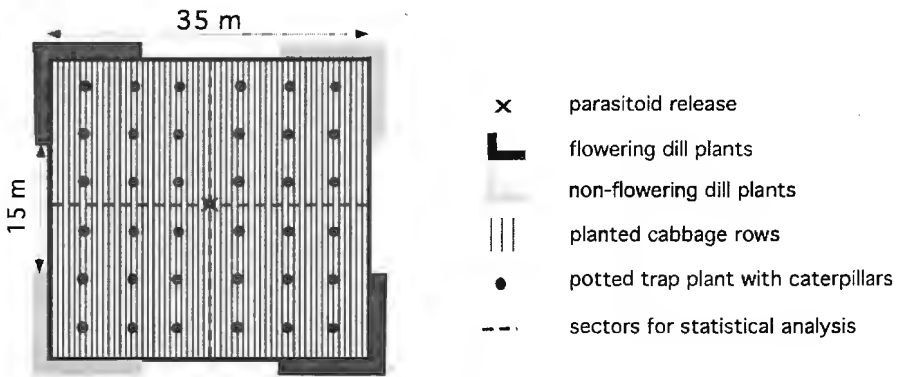 35 m
15 m
parasitoid release
flowering dill plants
non-flowering dill plants
planted cabbage rows
potted trap plant with caterpillars
sectors for statistical analysis